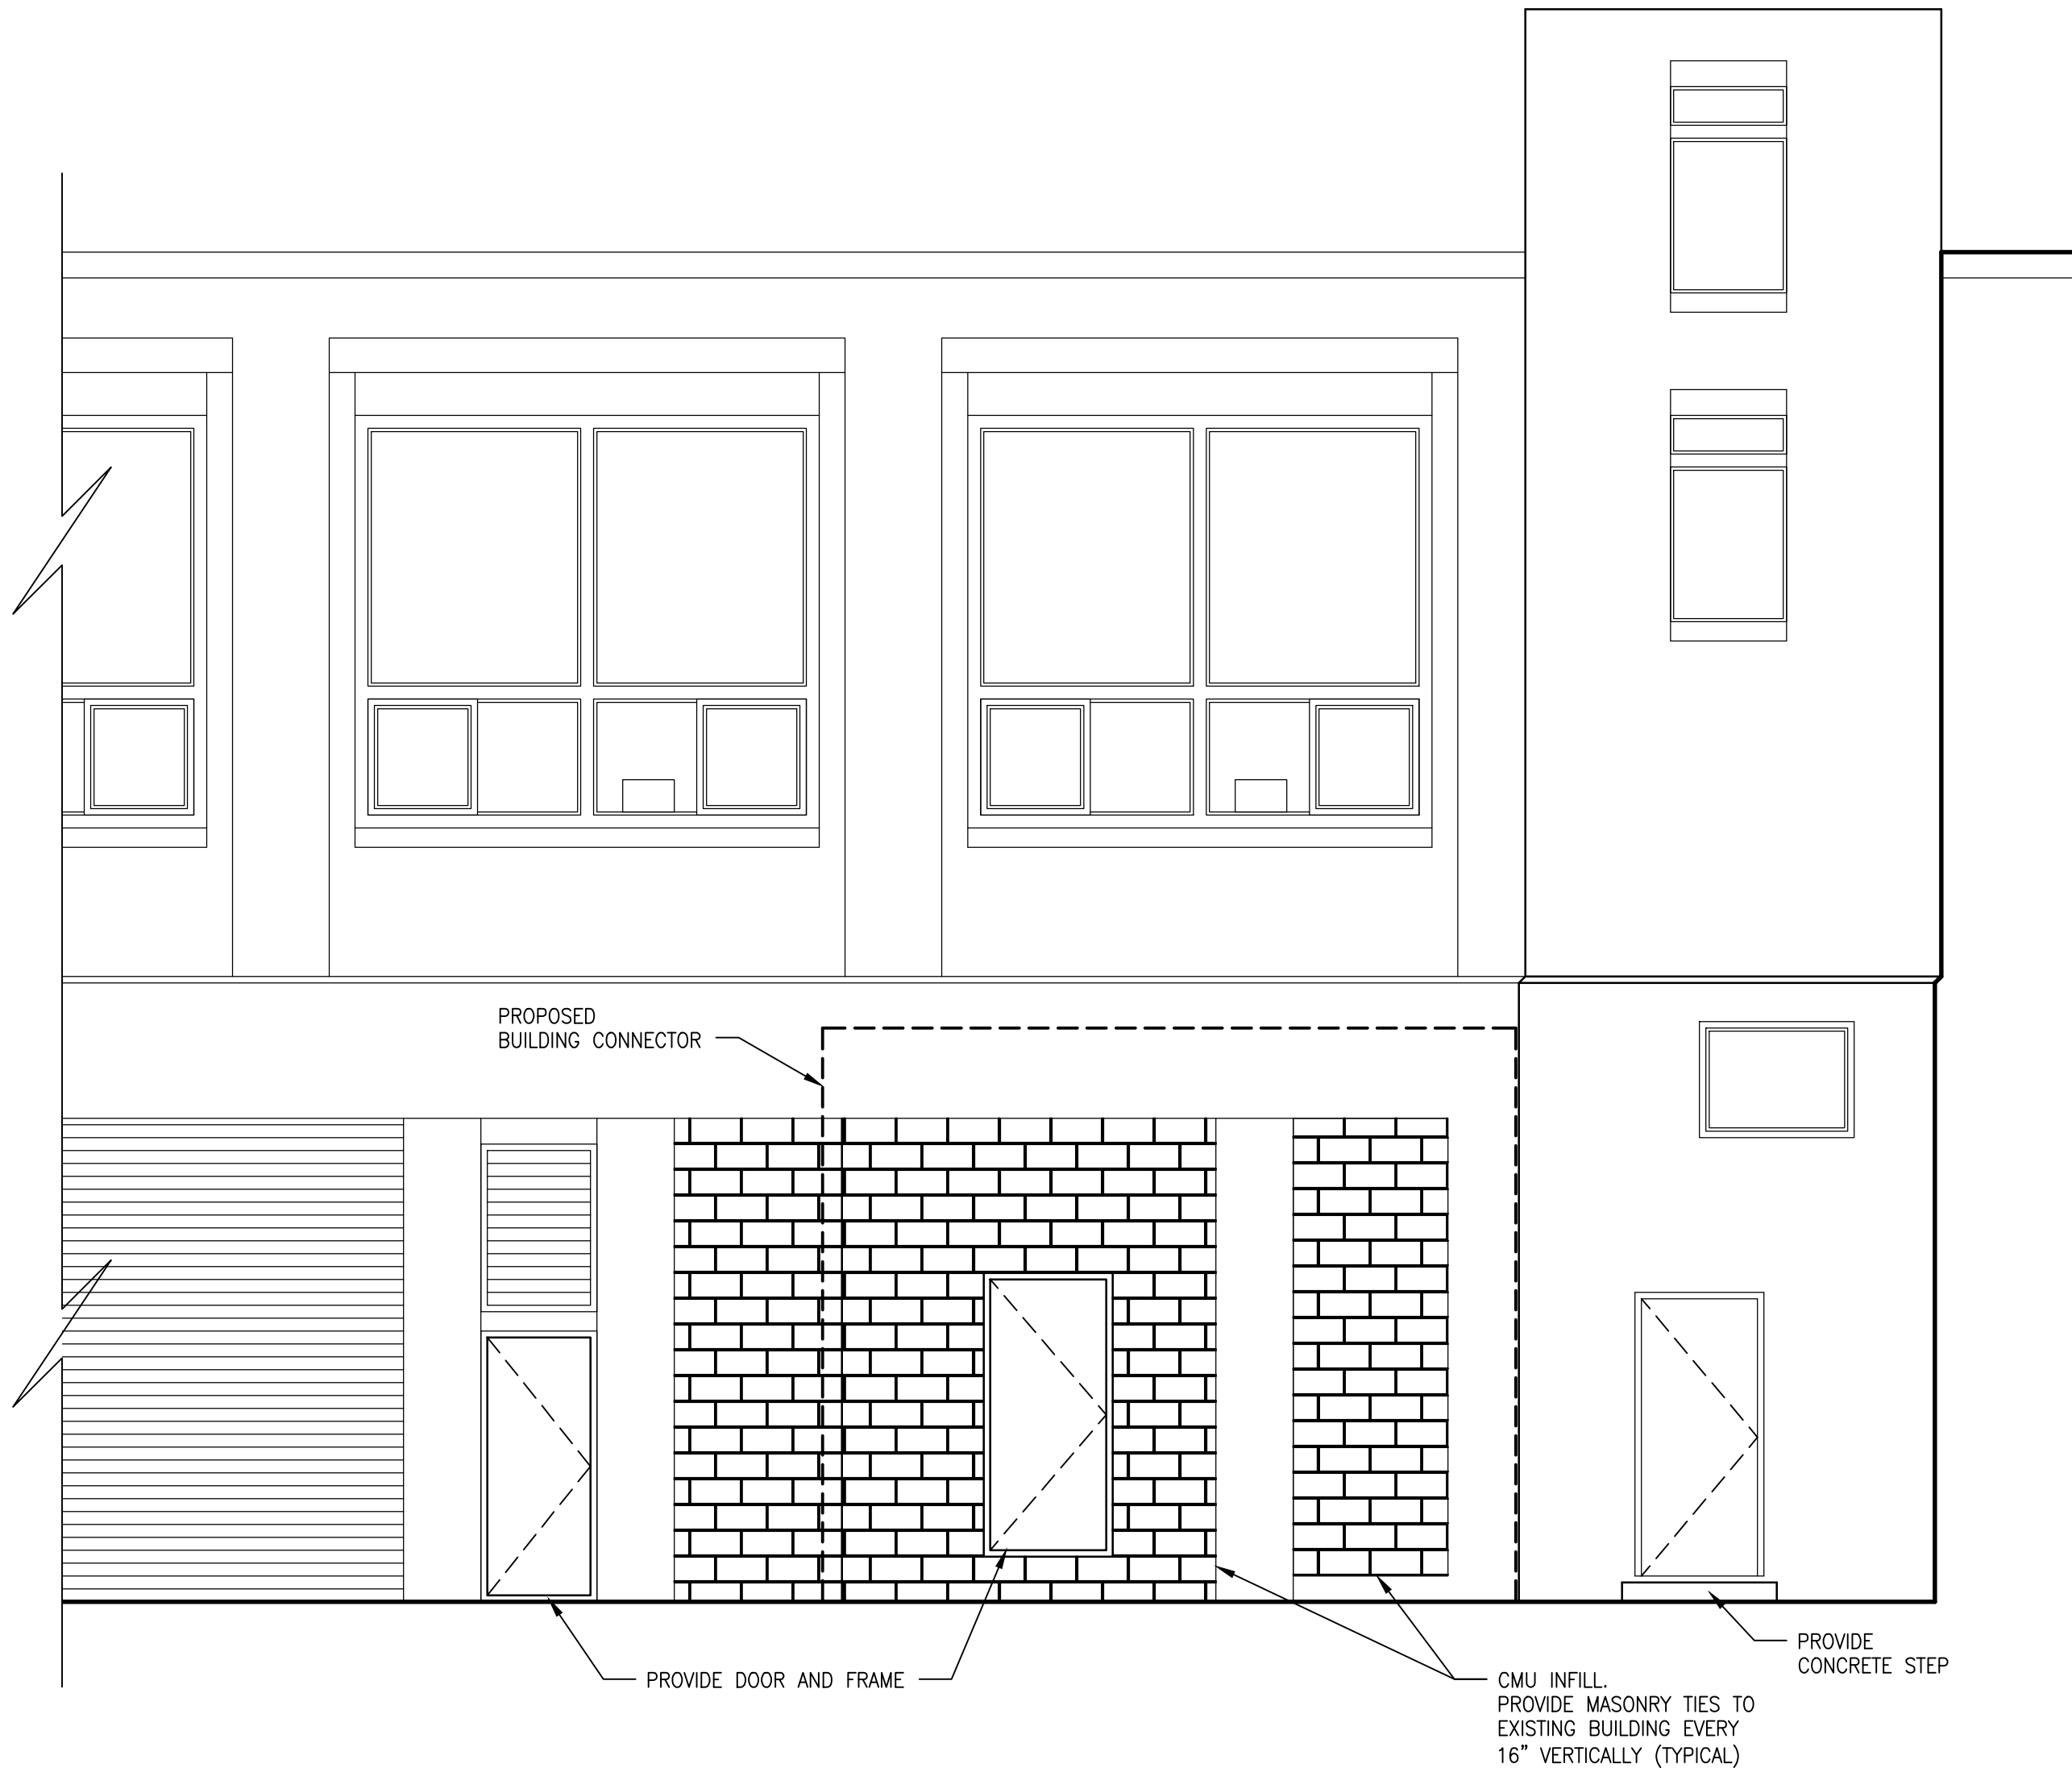 PROPOSED
BUILDING CONNECTOR
PROVIDE
CONCRETE STEP
PROVIDE DOOR AND FRAME
CMU INFILL.
PROVIDE MASONRY TIES TO
EXISTING BUILDING EVERY
16" VERTICALLY (TYPICAL)